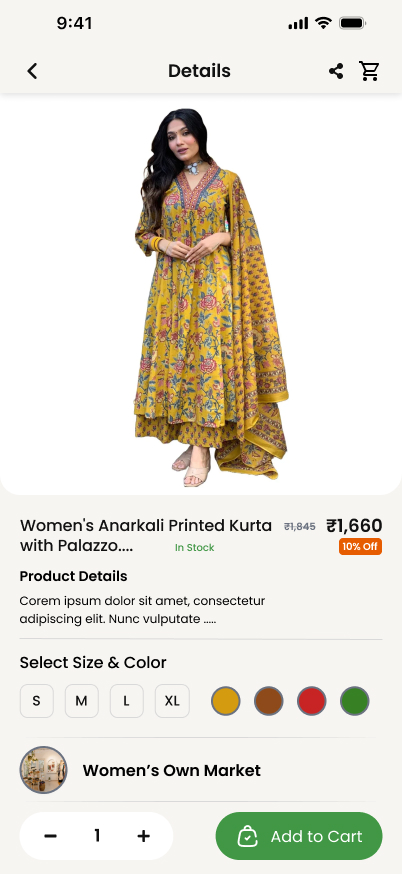 9:41
Details
Women's Anarkali Printed Kurta
with Palazzo....
₹1,845
₹1,660
In Stock
10% Off
Product Details
Corem ipsum dolor sit amet, consectetur
adipiscing elit. Nunc vulputate .....
Select Size & Color
S
M
L
XL
Women’s Own Market
1
Add to Cart